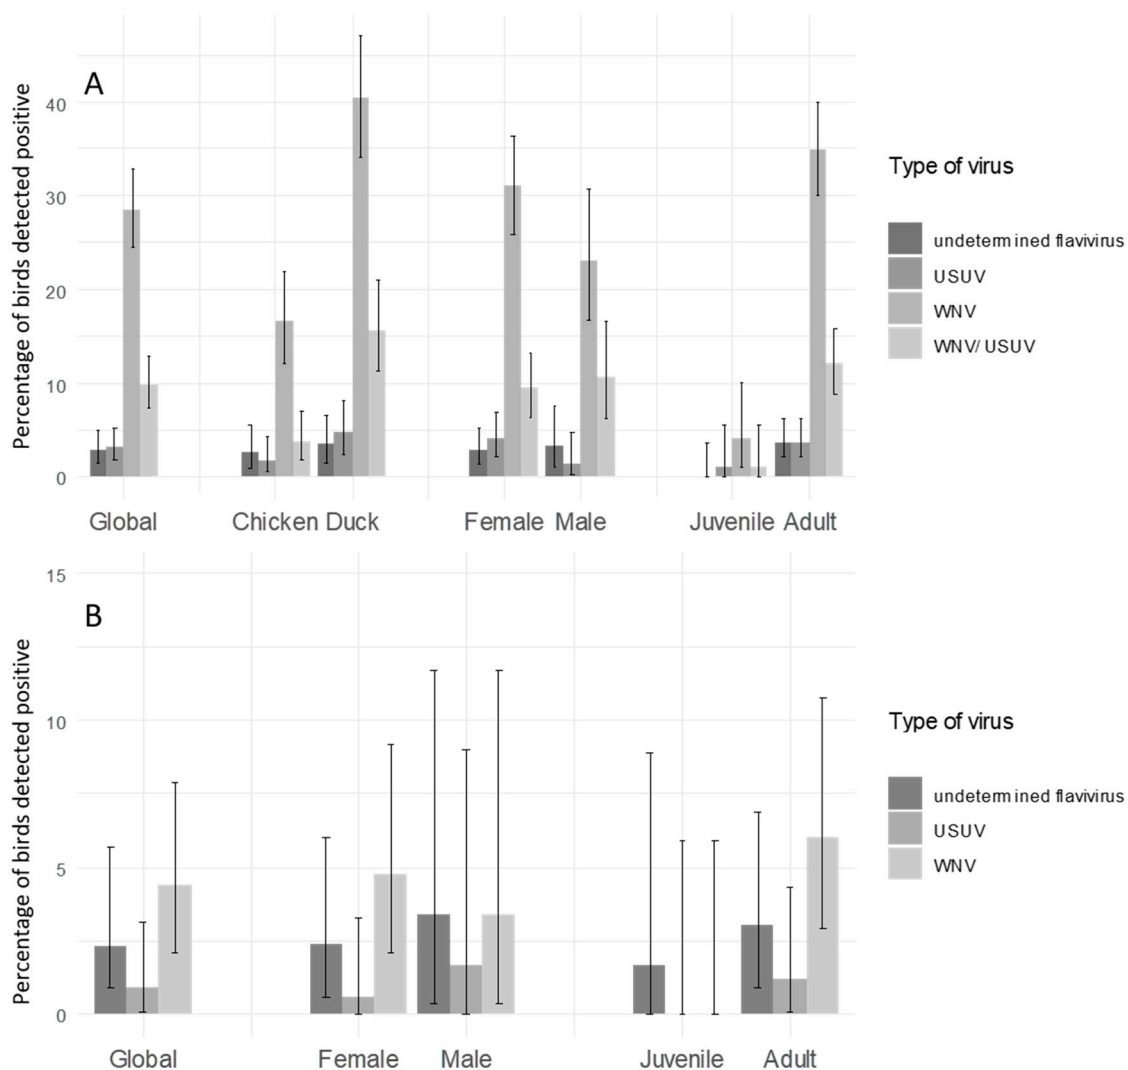 A
Percentage of birds detected positive
40
30
20
10
0
Global
Chicken Duck
Female Male
Juvenile Adult
Type of virus
undetermined flavivirus
USUV
WNV
WNV/USUV
B
Percentage of birds detected positive
15
10
5
0
Global
Female
Male
Juvenile
Adult
Type of virus
undetermined flavivirus
USUV
WNV